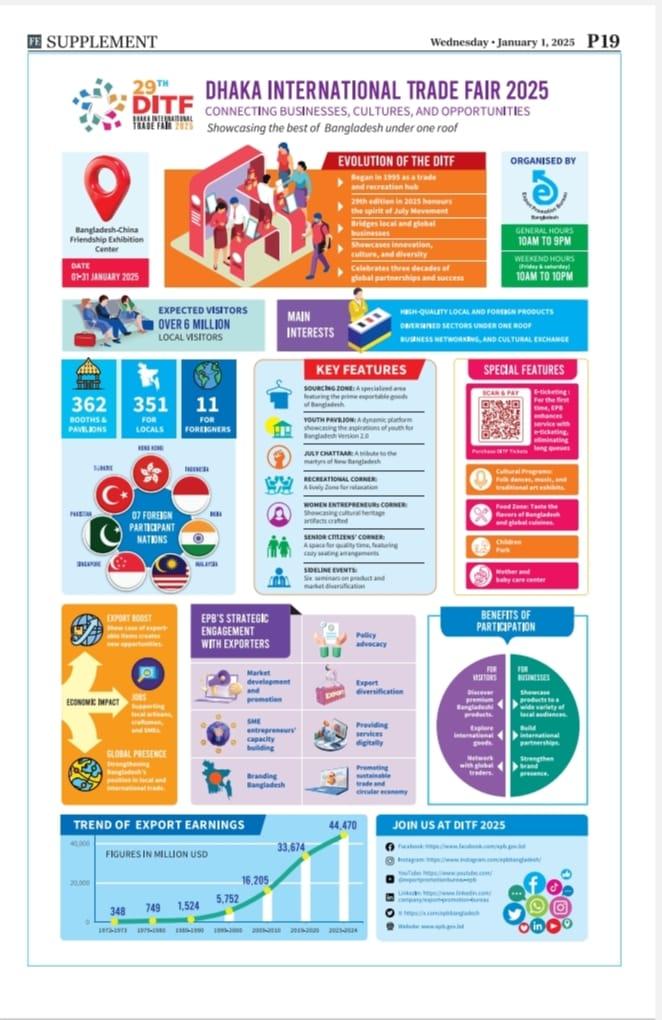 FE SUPPLEMENT
Wednesday • January 1, 2025 P19
29TH
DITF
DHAKA INTERNATIONAL
TRADE FAIR 2025
DHAKA INTERNATIONAL TRADE FAIR 2025
CONNECTING BUSINESSES, CULTURES, AND OPPORTUNITIES
Showcasing the best of Bangladesh under one roof
Bangladesh-China
Friendship Exhibition
Center
DATE
01-31 JANUARY 2025
EVOLUTION OF THE DITF
Began in 1995 as a trade
and recreation hub
29th edition in 2025 honours
the spirit of July Movement
Bridges local and global
businesses
Showcases innovation,
culture, and diversity
Celebrates three decades of
global partnerships and success
ORGANISED BY
Export Promotion Bureau
Bangladesh
GENERAL HOURS
10AM TO 9PM
WEEKEND HOURS
(Friday & saturday)
10AM TO 10PM
EXPECTED VISITORS
OVER 6 MILLION
LOCAL VISITORS
MAIN
INTERESTS
HIGH-QUALITY LOCAL AND FOREIGN PRODUCTS
DIVERSIFIED SECTORS UNDER ONE ROOF
BUSINESS NETWORKING, AND CULTURAL EXCHANGE
362
BOOTHS &
PAVILIONS
351
FOR
LOCALS
11
FOR
FOREIGNERS
HONG KONG
TURKIYE
INDONESIA
PAKISTAN
INDIA
SINGAPORE
MALAYSIA
07 FOREIGN
PARTICIPANT
NATIONS
KEY FEATURES
SOURCING ZONE: A specialized area
featuring the prime exportable goods
of Bangladesh.
YOUTH PAVILION: A dynamic platform
showcasing the aspirations of youth for
Bangladesh Version 2.0
JULY CHATTAR: A tribute to the
martyrs of New Bangladesh
RECREATIONAL CORNER:
A lively Zone for relaxation
WOMEN ENTREPRENEURS CORNER:
Showcasing cultural heritage
artifacts crafted
SENIOR CITIZENS' CORNER:
A space for quality time, featuring
cozy seating arrangements
SIDELINE EVENTS:
Six seminars on product and
market diversification
SPECIAL FEATURES
SCAN & PAY
Purchase DITF Tickets
E-ticketing :
For the first
time, EPB
enhances
service with
e-ticketing,
eliminating
long queues
Cultural Programs:
Folk dances, music, and
traditional art exhibits.
Food Zone: Taste the
flavors of Bangladesh
and global cuisines.
Children
Park
Mother and
baby care center
EXPORT BOOST
Show case of export-
able items creates
new opportunities.
ECONOMIC IMPACT
JOBS
Supporting
local artisans,
craftsmen,
and SMEs.
GLOBAL PRESENCE
Strengthening
Bangladesh's
position in local and
international trade.
EPB'S STRATEGIC
ENGAGEMENT
WITH EXPORTERS
Policy
advocacy
Market
development
and
promotion
Export
diversification
SME
entrepreneurs'
capacity
building
Providing
services
digitally
Branding
Bangladesh
Promoting
sustainable
trade and
circular economy
BENEFITS OF
PARTICIPATION
FOR
VISITORS
Discover
premium
Bangladeshi
products.
Explore
international
goods.
Network
with global
traders.
FOR
BUSINESSES
Showcase
products to a
wide variety of
local audiences.
Build
international
partnerships.
Strengthen
brand
presence.
TREND OF EXPORT EARNINGS
FIGURES IN MILLION USD
40,000
20,000
0
348
749
1,524
5,752
16,205
33,674
44,470
1972-1973
1979-1980
1989-1990
1999-2000
2009-2010
2019-2020
2023-2024
JOIN US AT DITF 2025
Facebook: https://www.facebook.com/epb.gov.bd
Instagram: https://www.instagram.com/epbbangladesh/
YouTube: https://www.youtube.com/
@exportpromotionbureau-epb
LinkedIn: https://www.linkedin.com/
company/export-promotion-bureau
X: https://x.com/epbbangladesh
Website: www.epb.gov.bd